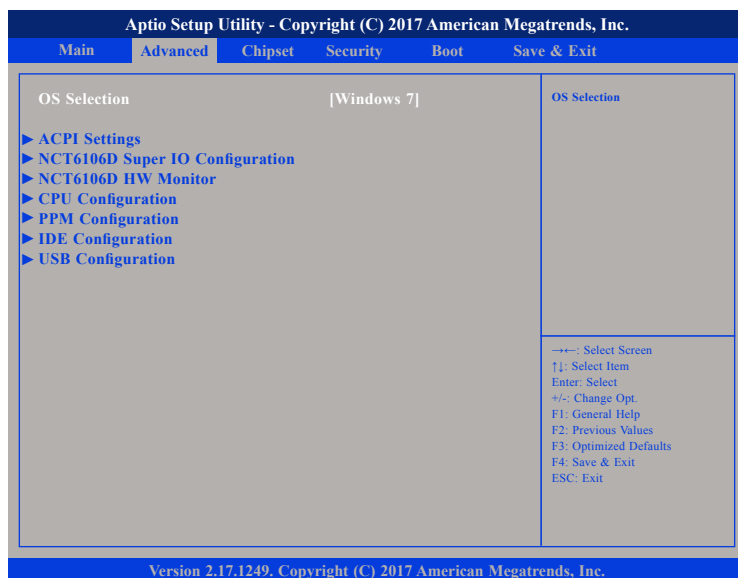 Aptio Setup Utility - Copyright (C) 2017 American Megatrends, Inc.
Main Advanced Chipset Security Boot Save & Exit
OS Selection [Windows 7]
► ACPI Settings
► NCT6106D Super IO Configuration
► NCT6106D HW Monitor
► CPU Configuration
► PPM Configuration
► IDE Configuration
► USB Configuration
OS Selection
→←: Select Screen
↑↓: Select Item
Enter: Select
+/-: Change Opt.
F1: General Help
F2: Previous Values
F3: Optimized Defaults
F4: Save & Exit
ESC: Exit
Version 2.17.1249. Copyright (C) 2017 American Megatrends, Inc.